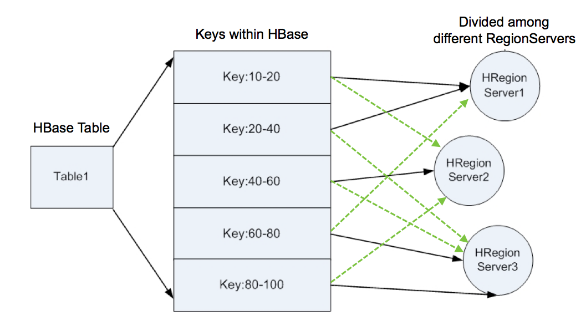 Keys within HBase
Divided among
different RegionServers
HBase Table
Table1
Key:10-20
Key:20-40
Key:40-60
Key:60-80
Key:80-100
HRegion
Server1
HRegion
Server2
HRegion
Server3